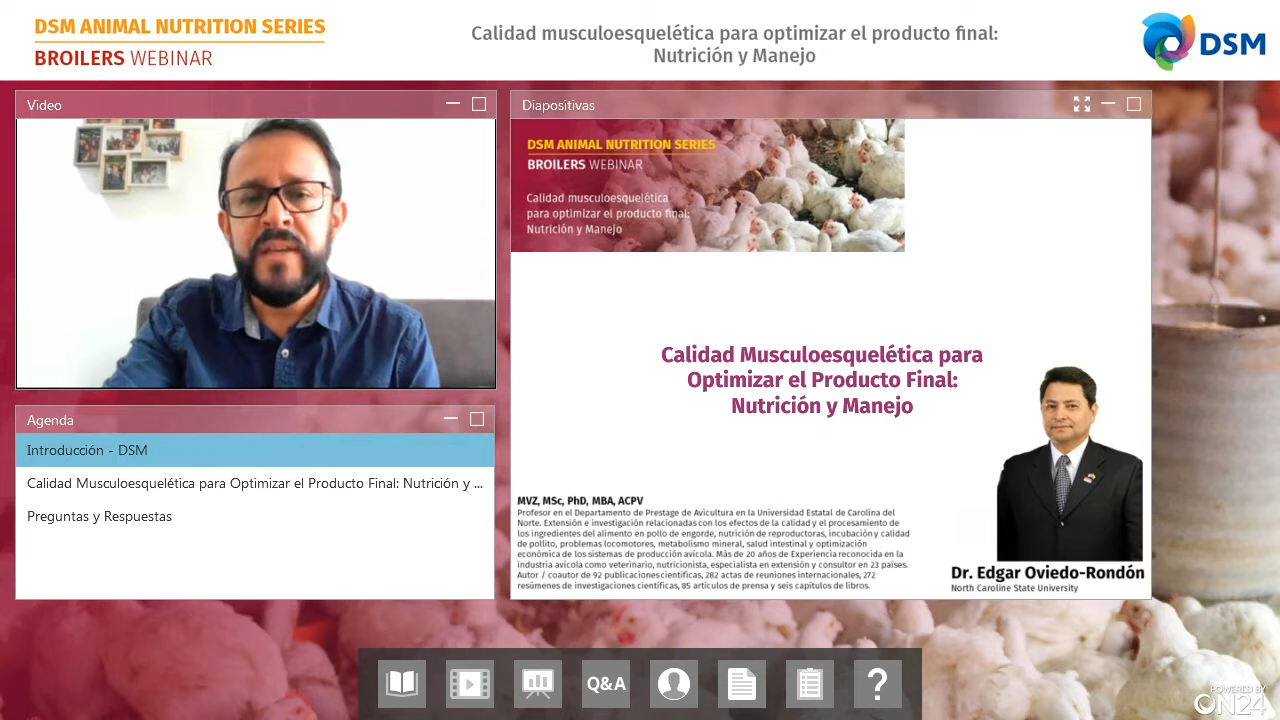 DSM ANIMAL NUTRITION SERIES
BROILERS WEBINAR
Calidad musculoesquelética para optimizar el producto final:
Nutrición y Manejo
DSM
Video
Diapositivas
DSM ANIMAL NUTRITION SERIES
BROILERS WEBINAR
Calidad musculoesquelética
para optimizar el producto final:
Nutrición y Manejo
Calidad Musculoesquelética para
Optimizar el Producto Final:
Nutrición y Manejo
MVZ, MSc, PhD, MBA, ACPV
Profesor en el Departamento de Prestage de Avicultura en la Universidad Estatal de Carolina del
Norte. Extensión e investigación relacionadas con los efectos de la calidad y el procesamiento de
los ingredientes del alimento en pollo de engorde, nutrición de reproductoras, incubación y calidad
de pollito, problemas locomotores, metabolismo mineral, salud intestinal y optimización
económica de los sistemas de producción avícola. Más de 20 años de Experiencia reconocida en la
industria avícola como veterinario, nutricionista, especialista en extensión y consultor en 23 países.
Autor / coautor de 92 publicaciones científicas, 282 actas de reuniones internacionales, 272
resúmenes de investigaciones científicas, 85 artículos de prensa y seis capítulos de libros.
Dr. Edgar Oviedo-Rondón
North Caroline State University
Agenda
Introducción - DSM
Calidad Musculoesquelética para Optimizar el Producto Final: Nutrición y ...
Preguntas y Respuestas
Q&A
?
POWERED BY
ON24